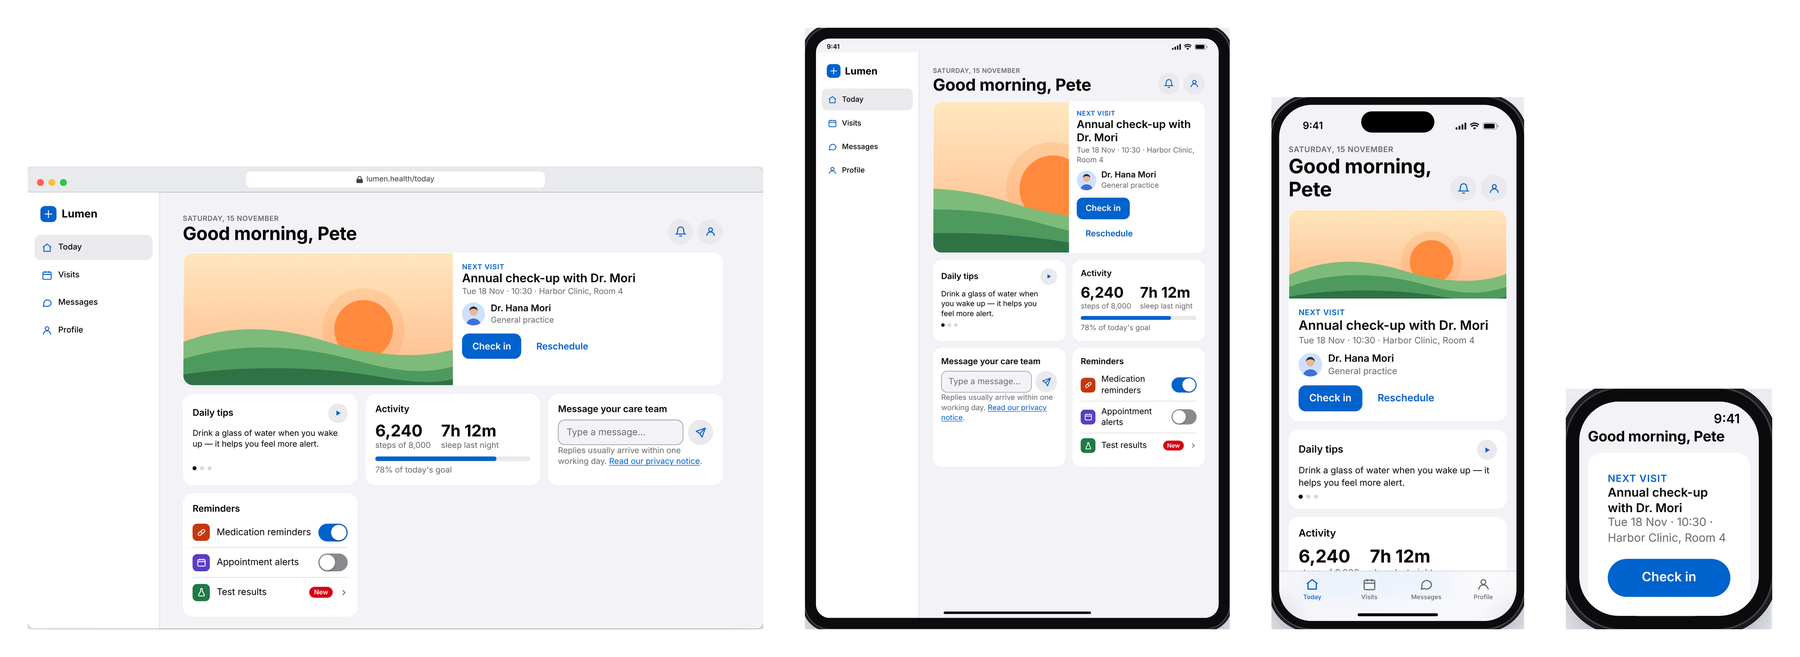 lumen.health/today
Lumen
Today
Visits
Messages
Profile
SATURDAY, 15 NOVEMBER
Good morning, Pete
NEXT VISIT
Annual check-up with Dr. Mori
Tue 18 Nov · 10:30 · Harbor Clinic, Room 4
Dr. Hana Mori
General practice
Check in
Reschedule
Daily tips
Drink a glass of water when you wake
up — it helps you feel more alert.
Activity
6,240
7h 12m
steps of 8,000
sleep last night
78% of today's goal
Message your care team
Type a message...
Replies usually arrive within one
working day. Read our privacy notice.
Reminders
Medication reminders
Appointment alerts
Test results
New
9:41
Lumen
Today
Visits
Messages
Profile
SATURDAY, 15 NOVEMBER
Good morning, Pete
NEXT VISIT
Annual check-up with
Dr. Mori
Tue 18 Nov · 10:30 · Harbor Clinic,
Room 4
Dr. Hana Mori
General practice
Check in
Reschedule
Daily tips
Drink a glass of water when
you wake up — it helps you
feel more alert.
Activity
6,240
7h 12m
steps of 8,000
sleep last night
78% of today's goal
Message your care team
Type a message...
Replies usually arrive within one
working day. Read our privacy
notice.
Reminders
Medication
reminders
Appointment
alerts
Test results
New
9:41
SATURDAY, 15 NOVEMBER
Good morning,
Pete
NEXT VISIT
Annual check-up with Dr. Mori
Tue 18 Nov · 10:30 · Harbor Clinic, Room 4
Dr. Hana Mori
General practice
Check in
Reschedule
Daily tips
Drink a glass of water when you wake up — it
helps you feel more alert.
Activity
6,240
7h 12m
Today
Visits
Messages
Profile
9:41
Good morning, Pete
NEXT VISIT
Annual check-up
with Dr. Mori
Tue 18 Nov · 10:30 ·
Harbor Clinic, Room 4
Check in